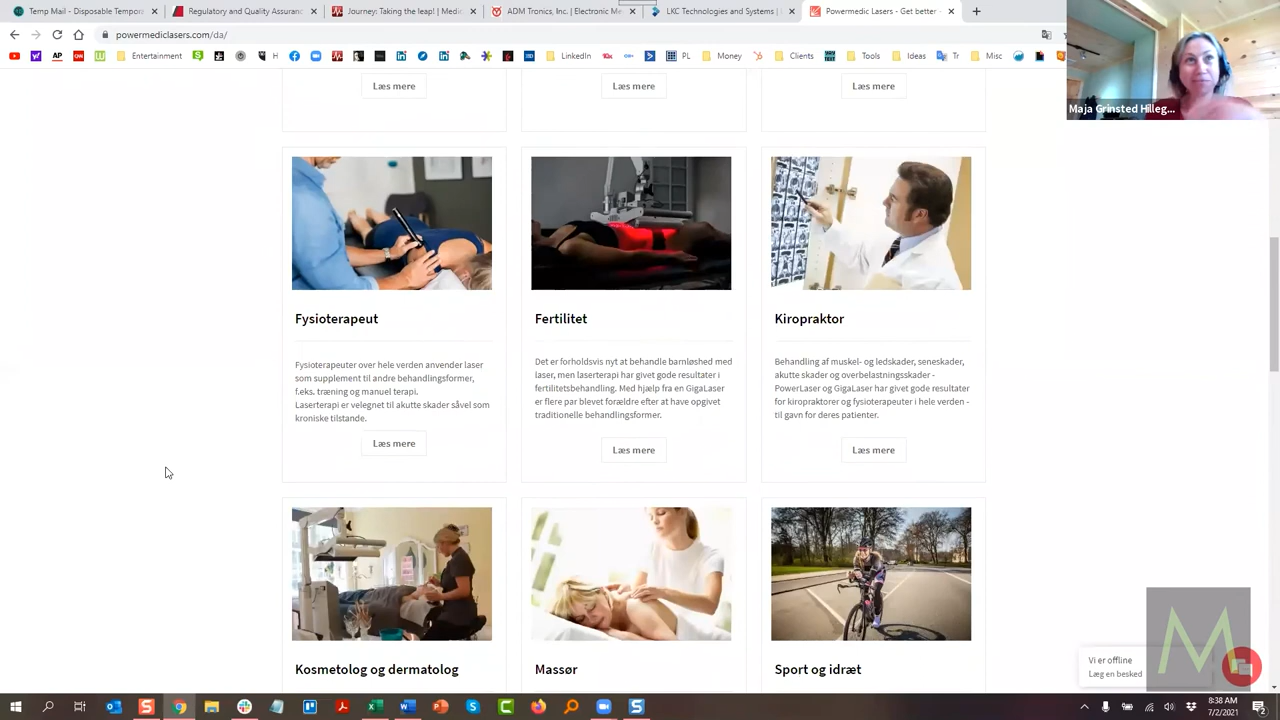 Temp Mail - Disposable Tempora
Regulatory and Quality Assuranc
Journey: Taking the leap! | Medi
ADM Tronics, Inc. | Electronic Me
LKC Technologies and Systems |
Powermedic Lasers - Get better -
powermediclasers.com/da/
Entertainment
H
LinkedIn
PL
Money
Clients
Tools
Ideas
Tr
Misc
Maja Grinsted Hilleg...
Læs mere
Læs mere
Læs mere
Fysioterapeut
Fertilitet
Kiropraktor
Fysioterapeuter over hele verden anvender laser
som supplement til andre behandlingsformer,
f.eks. træning og manuel terapi.
Laserterapi er velegnet til akutte skader såvel som
kroniske tilstande.
Læs mere
Det er forholdsvis nyt at behandle barnløshed med
laser, men laserterapi har givet gode resultater i
fertilitetsbehandling. Med hjælp fra en GigaLaser
er flere par blevet forældre efter at have opgivet
traditionelle behandlingsformer.
Læs mere
Behandling af muskel- og ledskader, seneskader,
akutte skader og overbelastningsskader -
PowerLaser og GigaLaser har givet gode resultater
for kiropraktorer og fysioterapeuter i hele verden -
til gavn for deres patienter.
Læs mere
Kosmetolog og dermatolog
Massør
Sport og idræt
Vi er offline
Læg en besked
M
8:38 AM
7/2/2021